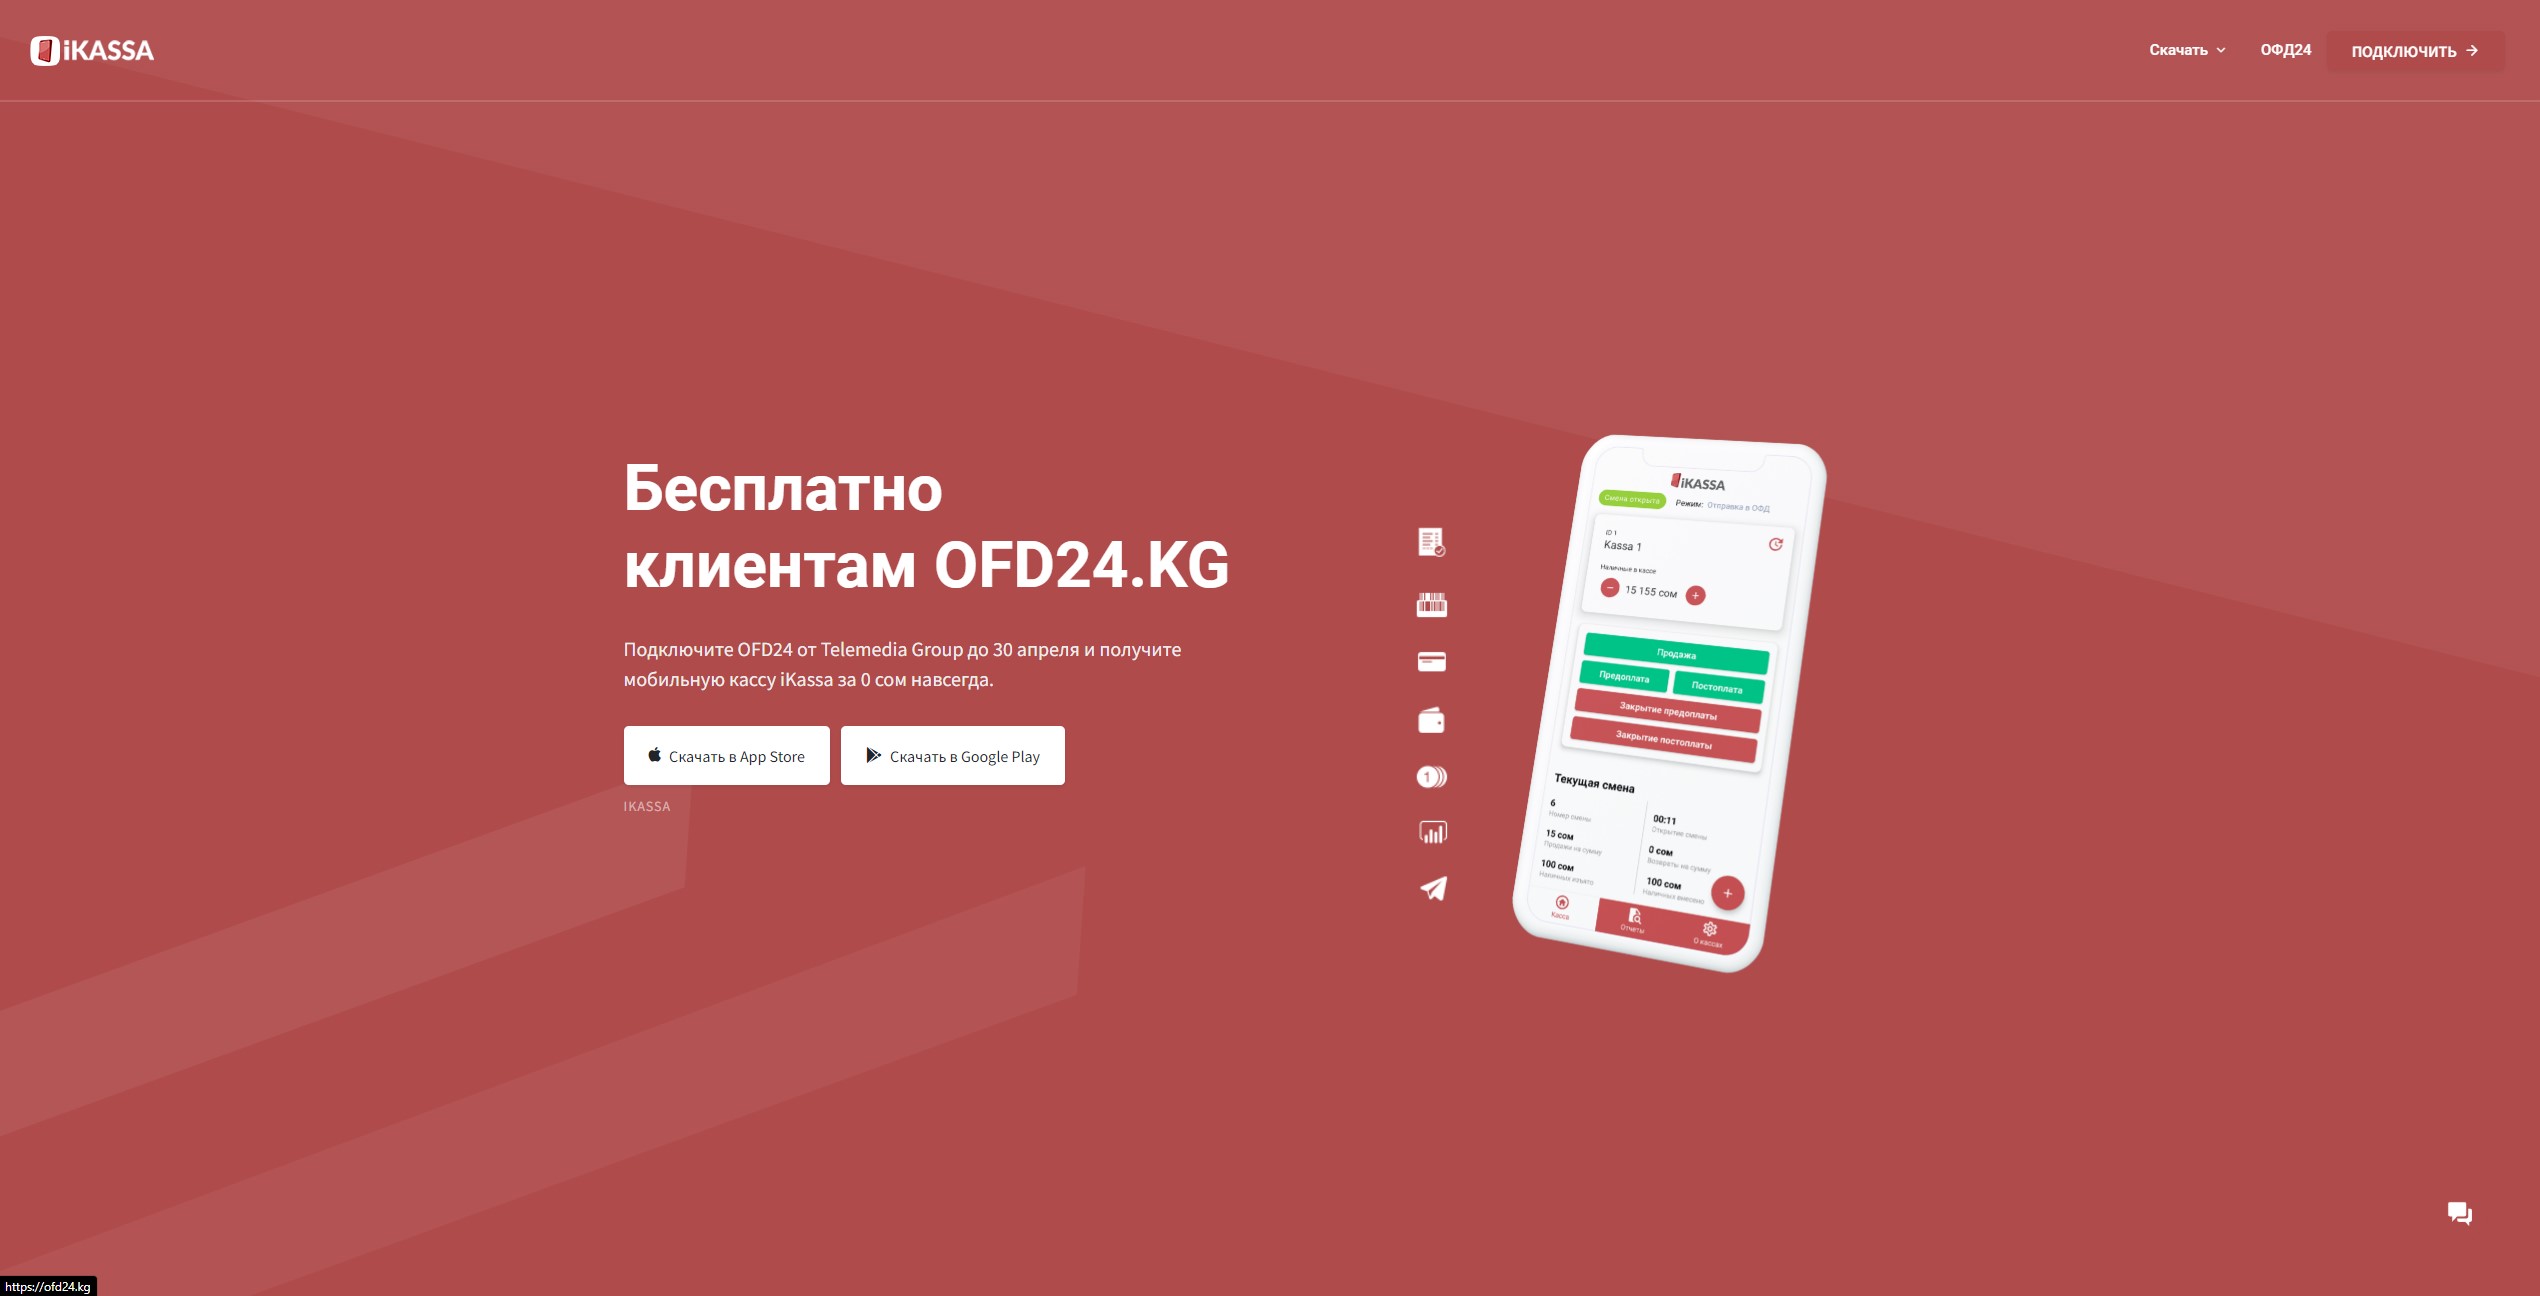 iKASSA
Скачать
ОФД24
ПОДКЛЮЧИТЬ
Бесплатно
клиентам OFD24.KG
Подключите OFD24 от Telemedia Group до 30 апреля и получите
мобильную кассу iKassa за 0 сом навсегда.
Скачать в App Store
Скачать в Google Play
IKASSA
iKASSA
Смена открыта
Режим: Отправка в ОФД
ID 1
Kassa 1
Наличные в кассе
15 155 сом
Продажа
Предоплата
Постоплата
Закрытие предоплаты
Закрытие постоплаты
Текущая смена
6
Номер смены
00:11
Открытие смены
15 сом
Продажи на сумму
0 сом
Возвраты на сумму
100 сом
Наличных изъято
100 сом
Наличных внесено
Касса
Отчеты
О кассах
1
https://ofd24.kg